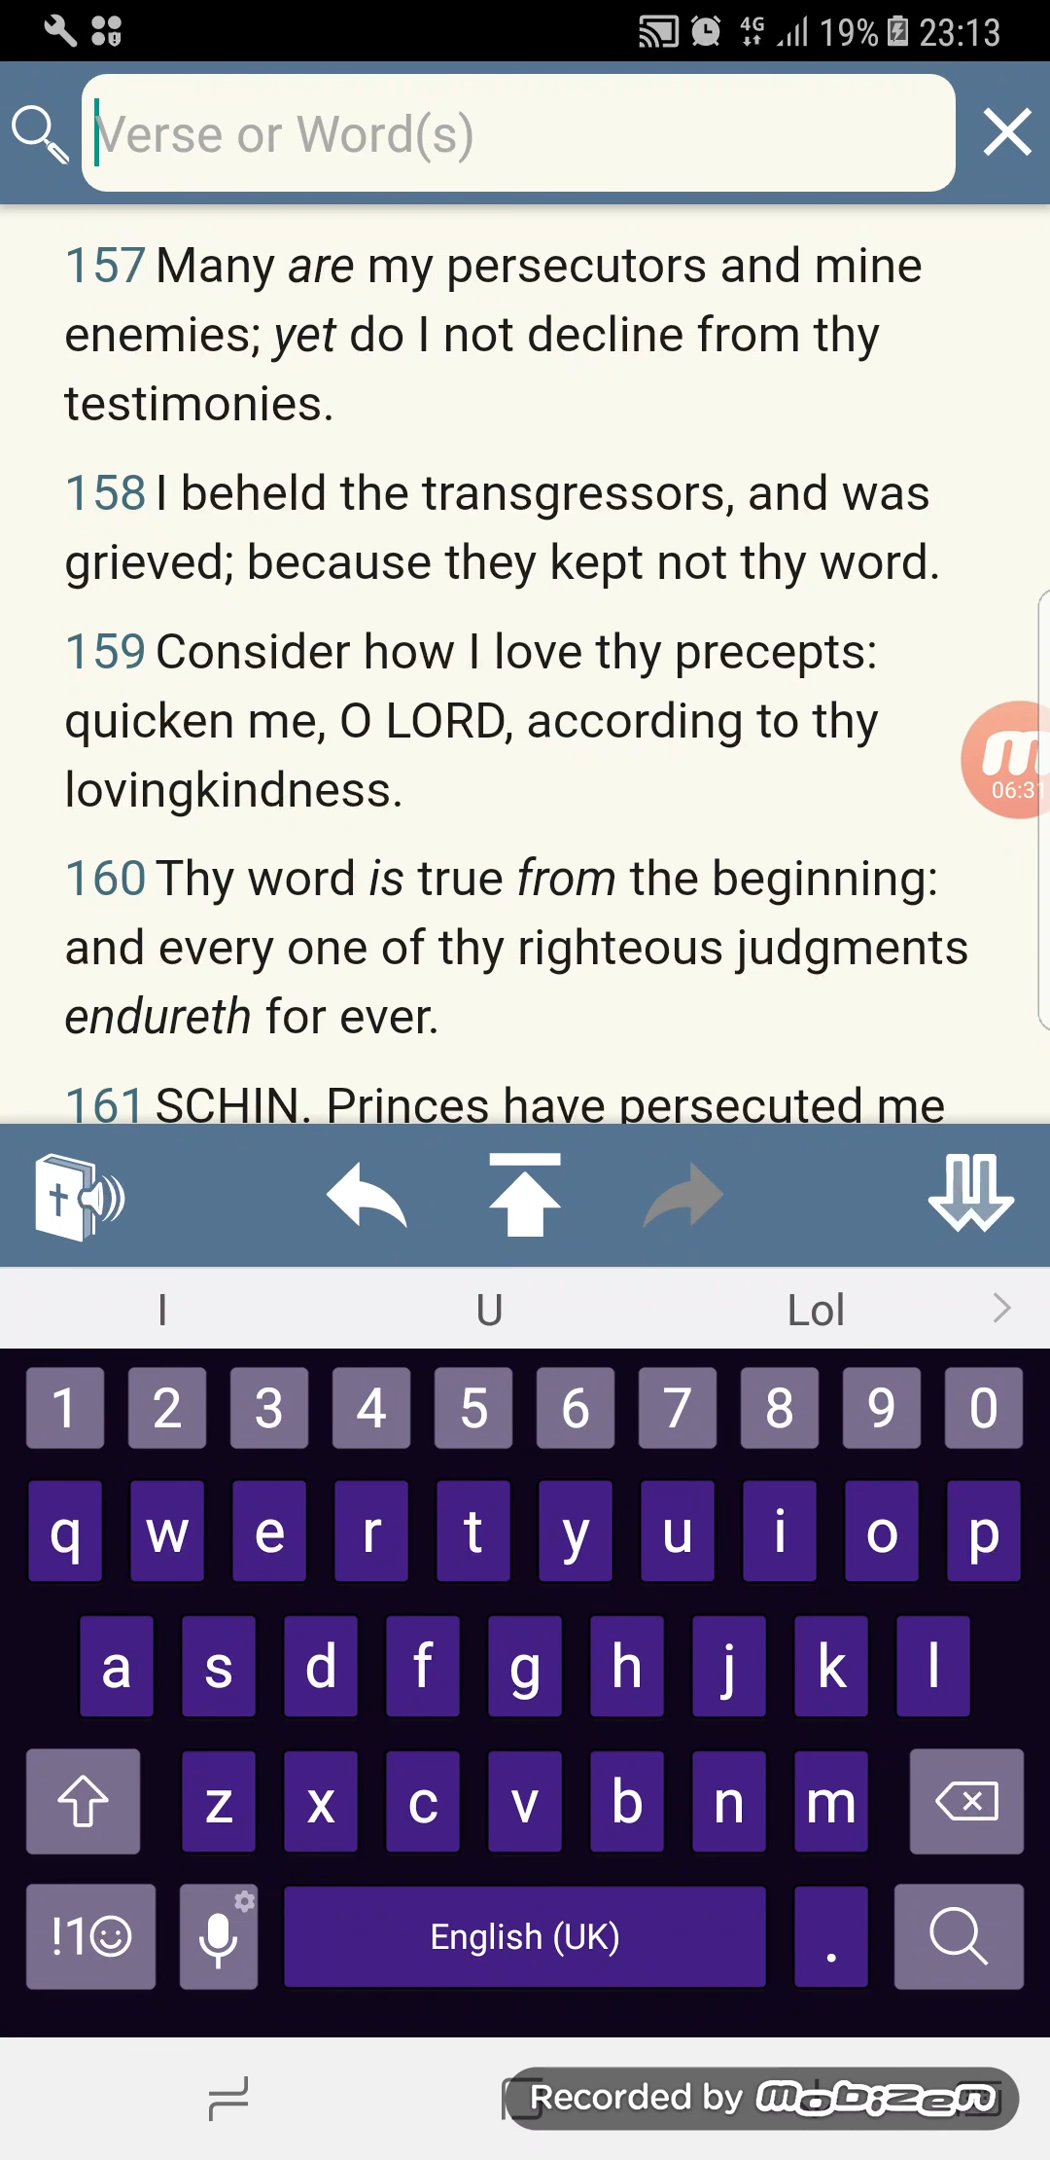 4G 19% 23:13
Verse or Word(s)
157 Many are my persecutors and mine
enemies; yet do I not decline from thy
testimonies.
158 I beheld the transgressors, and was
grieved; because they kept not thy word.
159 Consider how I love thy precepts:
quicken me, O LORD, according to thy
lovingkindness.
160 Thy word is true from the beginning:
and every one of thy righteous judgments
endureth for ever.
161 SCHIN. Princes have persecuted me
m
06:31
I U Lol
1 2 3 4 5 6 7 8 9 0
q w e r t y u i o p
a s d f g h j k l
z x c v b n m
!1☺ English (UK) .
Recorded by mobizen